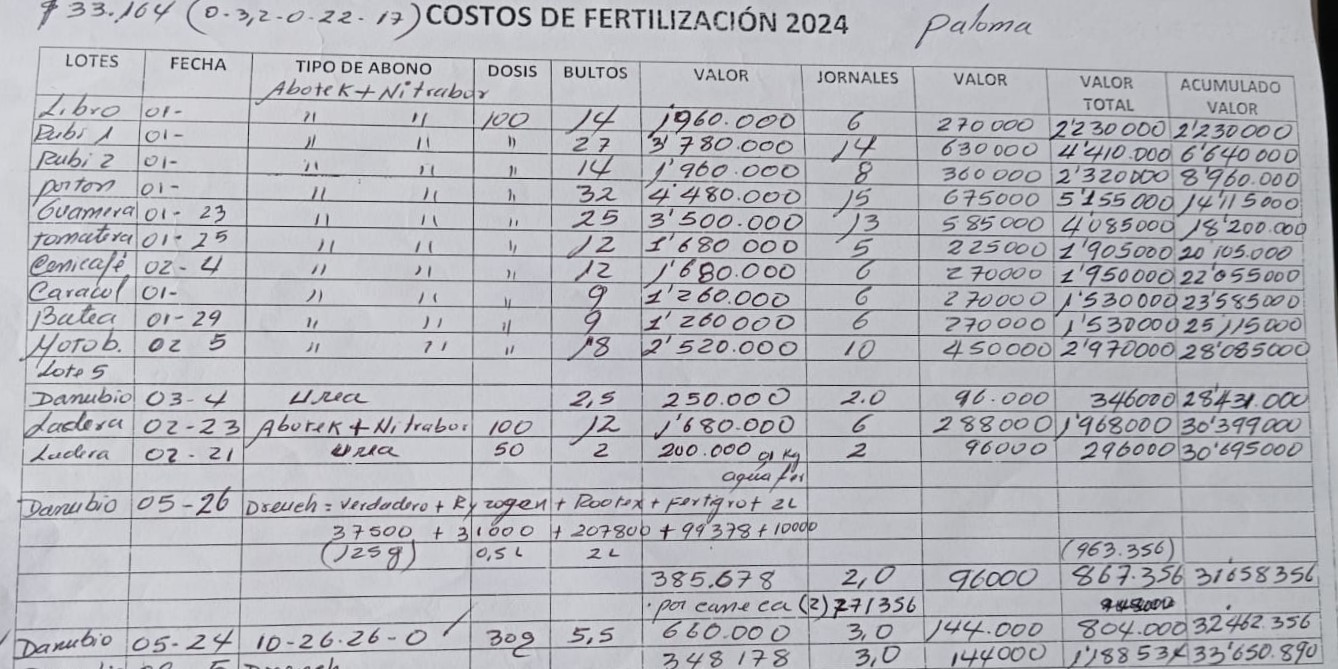 $ 33.164 (0-3,2-0-22-17) COSTOS DE FERTILIZACIÓN 2024 Paloma
LOTES FECHA TIPO DE ABONO DOSIS BULTOS VALOR JORNALES VALOR VALOR TOTAL ACUMULADO VALOR
Abotek + Nitrabor
Libro 01- " " 100 14 1'960.000 6 270000 2'230000 2'230000
Rubi 1 01- " " " 27 3'780.000 14 630000 4'410.000 6'640000
Rubi 2 01- " " " 14 1'960.000 8 360000 2'320000 8'960.000
porton 01- " " " 32 4'480.000 15 675000 5'155000 14'115000
Guamera 01-23 " " " 25 3'500.000 13 585000 4'085000 18'200.000
tomatera 01-25 " " " 12 1'680 000 5 225000 1'905000 20'105.000
Cenicafé 02-4 " " " 12 1'680.000 6 270000 1'950000 22'055000
Caracol 01- " " " 9 1'260.000 6 270000 1'530000 23'585000
Batea 01-29 " " " 9 1'260000 6 270000 1'530000 25'115000
Motob. 02 5 " " " 18 2'520.000 10 450000 2'970000 28'085000
Lote 5
Danubio 03-4 Urea 2,5 250.000 2.0 96.000 346000 28'431.000
Ladera 02-23 Abotek + Nitrabor 100 12 1'680.000 6 288000 1'968000 30'399000
Ladera 02-21 urea 50 2 200.000 2 96000 296000 30'695000
Danubio 05-26 Drench = Verdadero + Ryzogen + Rootex + Fertigro + 2L
37500 + 31000 + 207800 + 99378 + 10000
(125g) 0,5L 2L (963.356)
385.678 2,0 96000 867.356 31'658356
por caneca (2) 771356
Danubio 05-24 10-26-26-0 30g 5,5 660.000 3,0 144.000 804.000 32'462.356
348178 3,0 144000 33'650.890